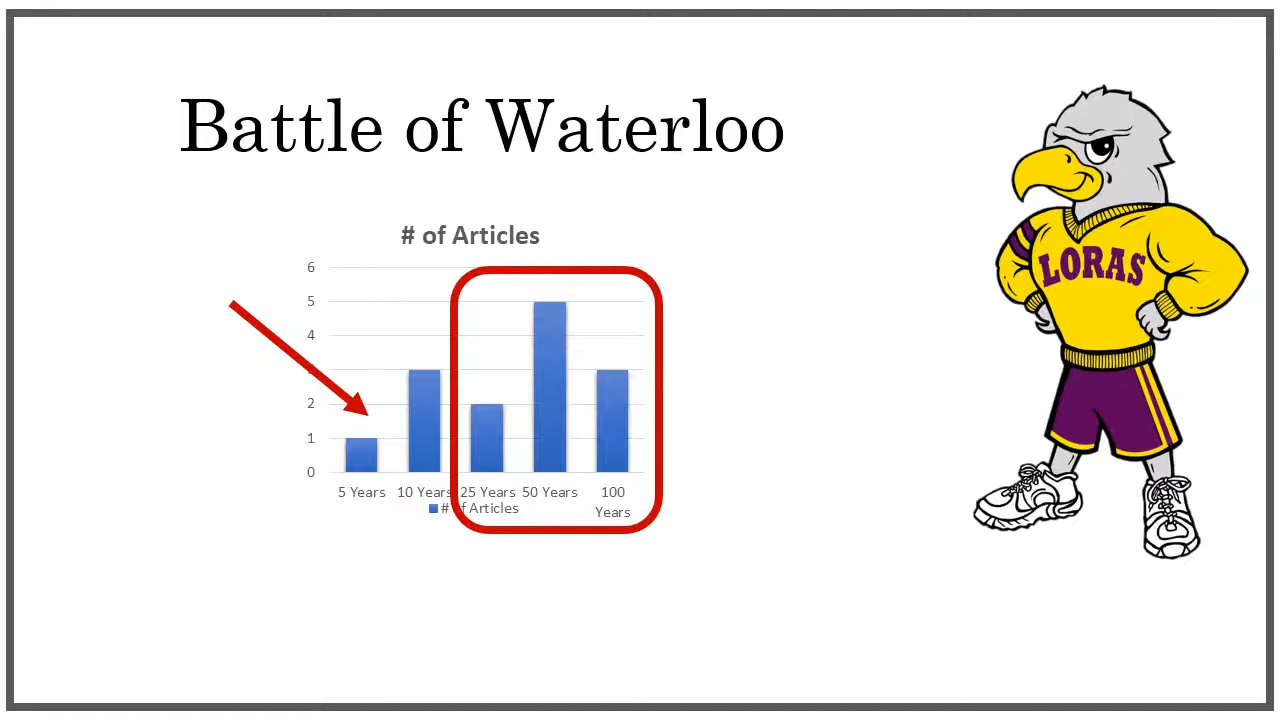 Battle of Waterloo
# of Articles
6
5
4
2
1
0
5 Years 10 Years 25 Years 50 Years 100 Years
# of Articles
LORAS